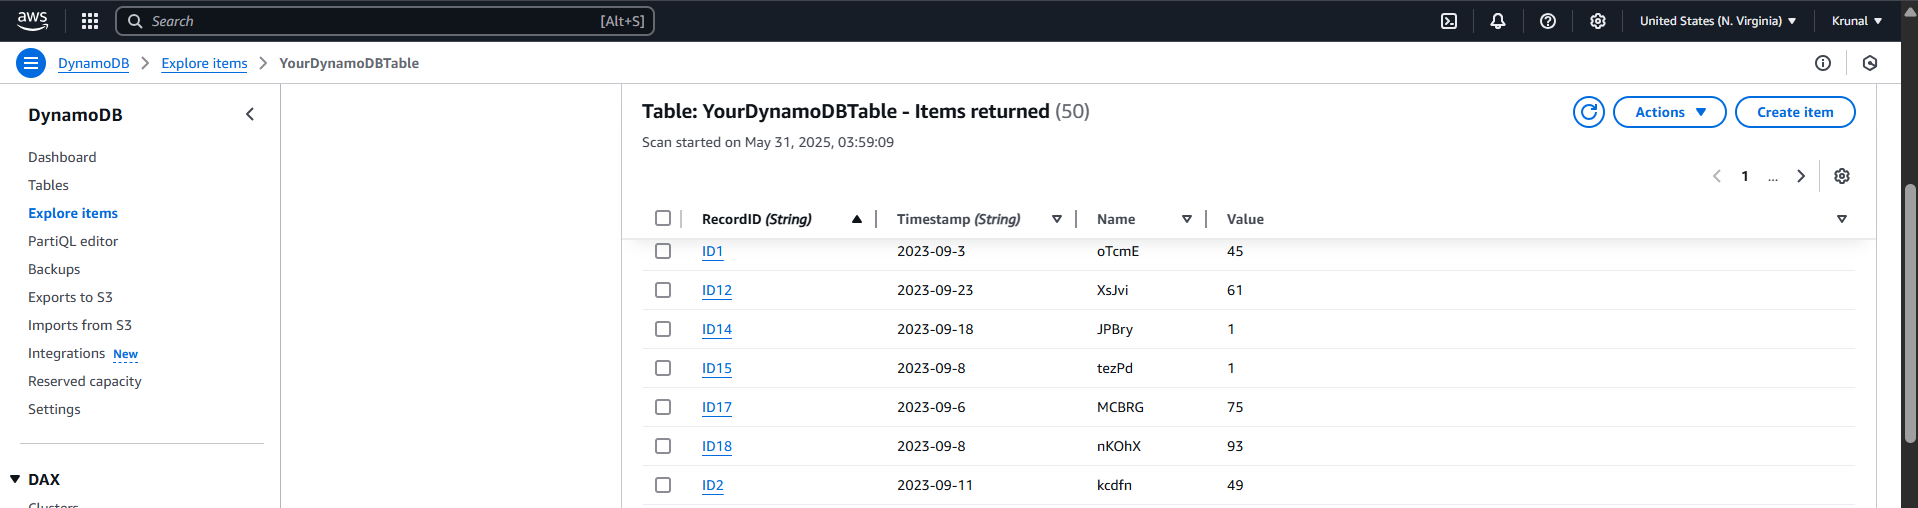 aws Search [Alt+S] United States (N. Virginia) Krunal
DynamoDB Explore items YourDynamoDBTable
DynamoDB
Dashboard
Tables
Explore items
PartiQL editor
Backups
Exports to S3
Imports from S3
Integrations New
Reserved capacity
Settings
DAX
Clusters
Table: YourDynamoDBTable - Items returned (50)
Scan started on May 31, 2025, 03:59:09
Actions
Create item
1 ...
RecordID (String) Timestamp (String) Name Value
ID1 2023-09-3 oTcmE 45
ID12 2023-09-23 XsJvi 61
ID14 2023-09-18 JPBry 1
ID15 2023-09-8 tezPd 1
ID17 2023-09-6 MCBRG 75
ID18 2023-09-8 nKOhX 93
ID2 2023-09-11 kcdfn 49